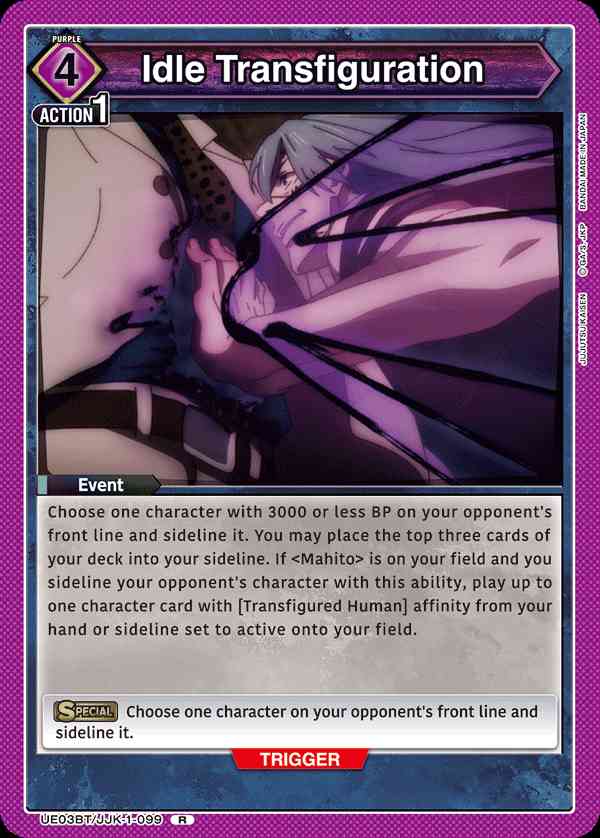 PURPLE
4
Idle Transfiguration
ACTION 1
BANDAI MADE IN JAPAN
©GA/S,JKP
JUJUTSU KAISEN
Event
Choose one character with 3000 or less BP on your opponent's
front line and sideline it. You may place the top three cards of
your deck into your sideline. If <Mahito> is on your field and you
sideline your opponent's character with this ability, play up to
one character card with [Transfigured Human] affinity from your
hand or sideline set to active onto your field.
SPECIAL Choose one character on your opponent's front line and
sideline it.
TRIGGER
UE03BT/JJK-1-099 R